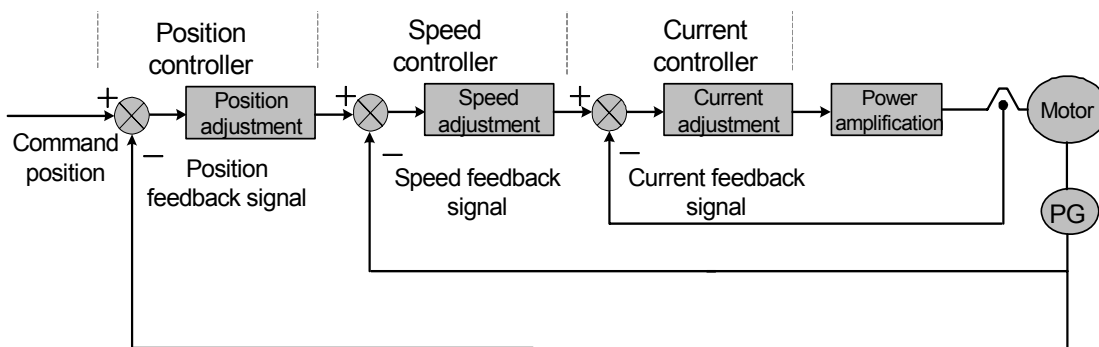 Position
controller
Speed
controller
Current
controller
+
Position
adjustment
+
Speed
adjustment
+
Current
adjustment
Power
amplification
Motor
Command
position
−
Position
feedback signal
−
Speed feedback
signal
−
Current feedback
signal
PG